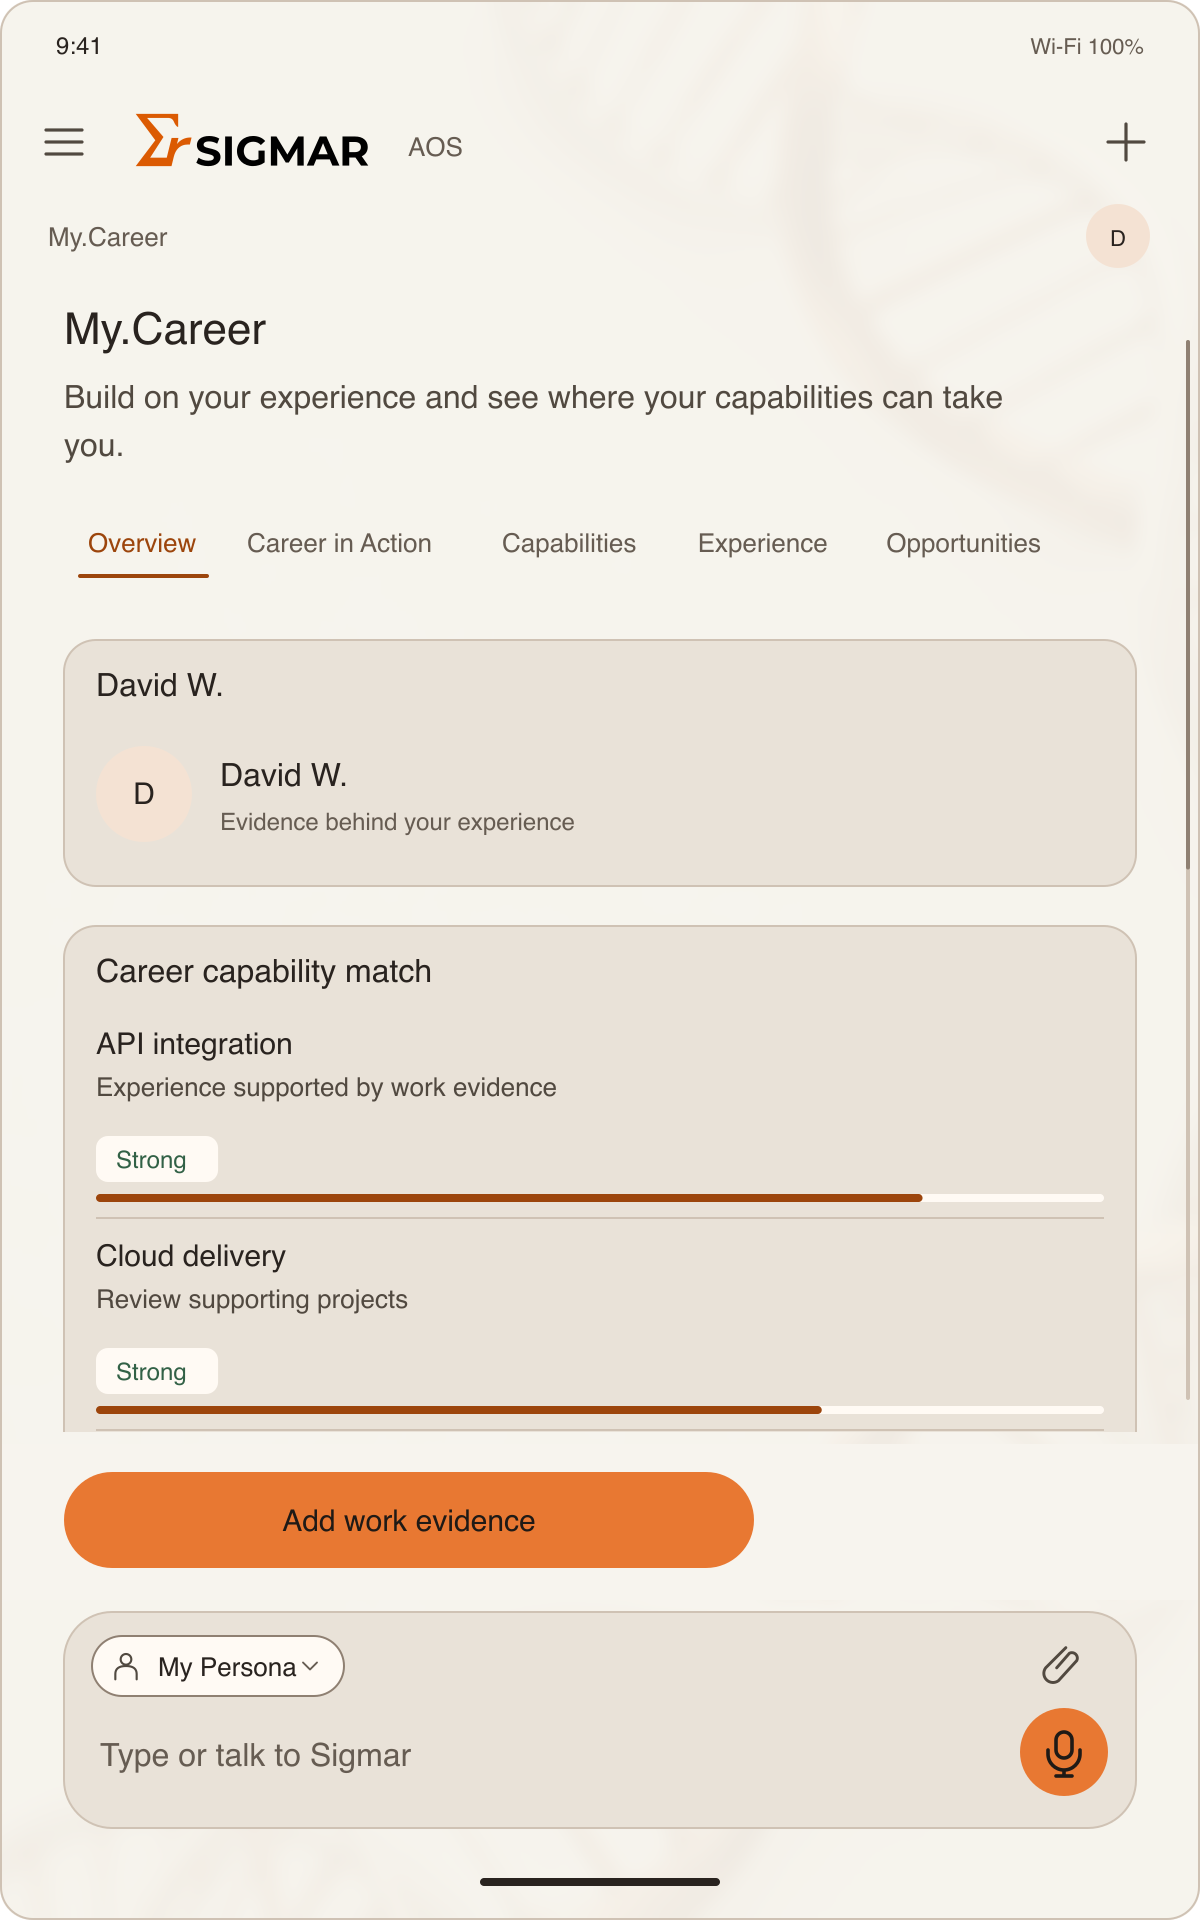 9:41
Wi-Fi 100%
Σr SIGMAR AOS
My.Career
D
My.Career
Build on your experience and see where your capabilities can take
you.
Overview
Career in Action
Capabilities
Experience
Opportunities
David W.
D
David W.
Evidence behind your experience
Career capability match
API integration
Experience supported by work evidence
Strong
Cloud delivery
Review supporting projects
Strong
Add work evidence
My Persona
Type or talk to Sigmar